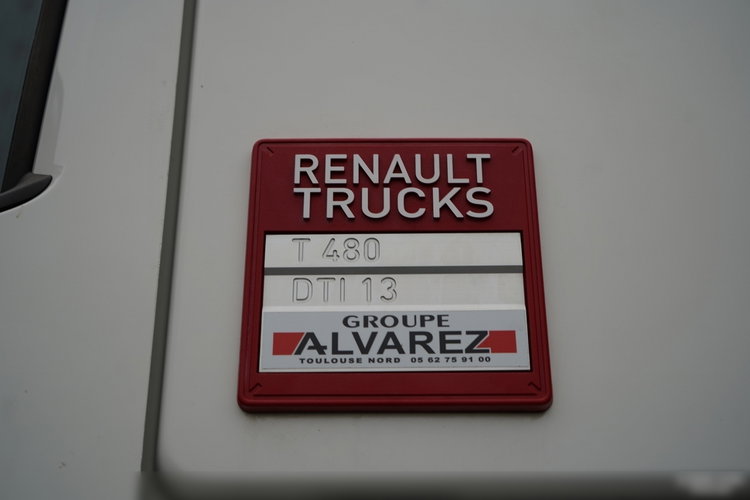 RENAULT
TRUCKS
T 480
DTI 13
GROUPE
ALVAREZ
TOULOUSE NORD 05 62 75 91 00